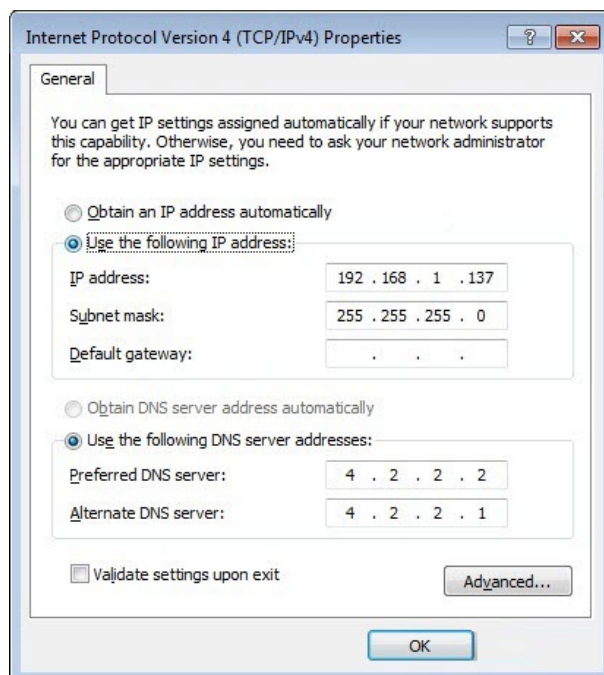 Internet Protocol Version 4 (TCP/IPv4) Properties
General
You can get IP settings assigned automatically if your network supports
this capability. Otherwise, you need to ask your network administrator
for the appropriate IP settings.
Obtain an IP address automatically
Use the following IP address:
IP address: 192 . 168 . 1 . 137
Subnet mask: 255 . 255 . 255 . 0
Default gateway: . . .
Obtain DNS server address automatically
Use the following DNS server addresses:
Preferred DNS server: 4 . 2 . 2 . 2
Alternate DNS server: 4 . 2 . 2 . 1
Validate settings upon exit
Advanced...
OK